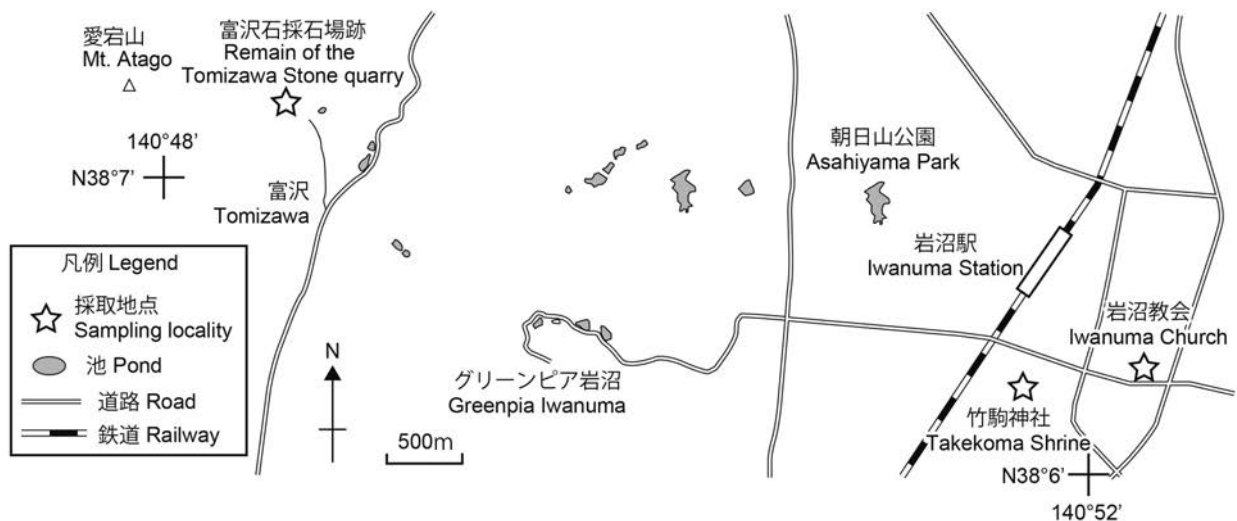 愛宕山
Mt. Atago
富沢石採石場跡
Remain of the
Tomizawa Stone quarry
140°48'
N38°7'
富沢
Tomizawa
朝日山公園
Asahiyama Park
岩沼駅
Iwanuma Station
岩沼教会
Iwanuma Church
凡例 Legend
採取地点
Sampling locality
池 Pond
道路 Road
鉄道 Railway
N
500m
グリーンピア岩沼
Greenpia Iwanuma
竹駒神社
Takekoma Shrine
N38°6'
140°52'